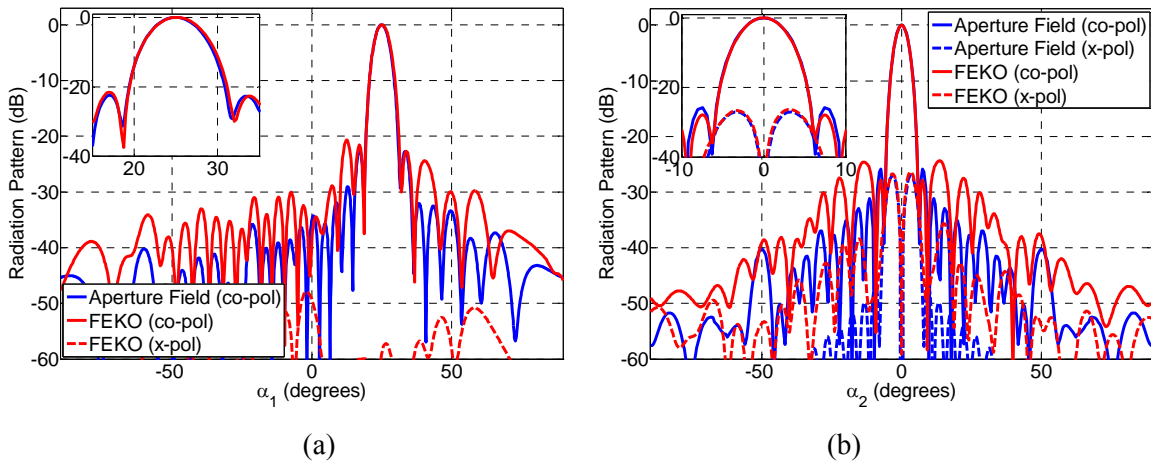 0
-10
-20
-30
-40
-50
-60
-50
0
50
Radiation Pattern (dB)
α1 (degrees)
0
-20
-40
20
30
Aperture Field (co-pol)
FEKO (co-pol)
FEKO (x-pol)
(a)
0
-10
-20
-30
-40
-50
-60
-50
0
50
Radiation Pattern (dB)
α2 (degrees)
0
-20
-40
-10
0
10
Aperture Field (co-pol)
Aperture Field (x-pol)
FEKO (co-pol)
FEKO (x-pol)
(b)